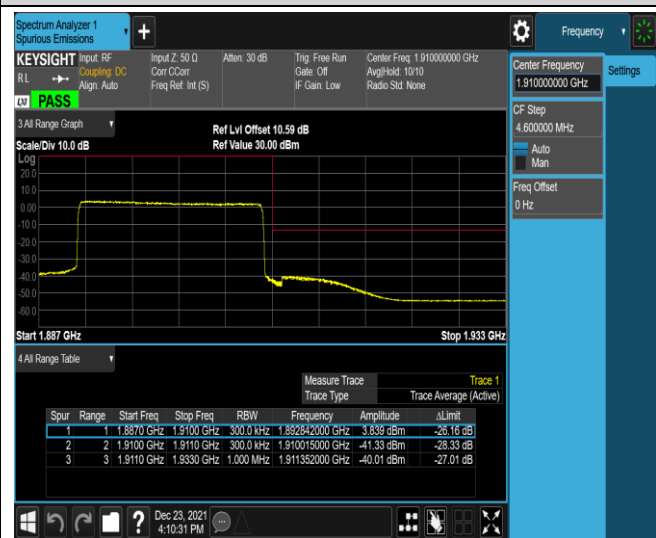 Spectrum Analyzer 1
Spurious Emissions
+
Frequency
KEYSIGHT Input: RF Input Z: 50 Ω Atten: 30 dB Trig: Free Run Center Freq: 1.910000000 GHz
RL Coupling: DC Corr CCorr Gate: Off Avg|Hold: 10/10
Align: Auto Freq Ref: Int (S) IF Gain: Low Radio Std: None
LXI PASS
Center Frequency
1.910000000 GHz
Settings
CF Step
4.600000 MHz
Auto
Man
Freq Offset
0 Hz
3 All Range Graph
Ref Lvl Offset 10.59 dB
Scale/Div 10.0 dB Ref Value 30.00 dBm
Log
20.0
10.0
0.00
-10.0
-20.0
-30.0
-40.0
-50.0
-60.0
Start 1.887 GHz Stop 1.933 GHz
4 All Range Table
Measure Trace Trace 1
Trace Type Trace Average (Active)
Spur Range Start Freq Stop Freq RBW Frequency Amplitude ΔLimit
1 1 1.8870 GHz 1.9100 GHz 300.0 kHz 1.892842000 GHz 3.839 dBm -26.16 dB
2 2 1.9100 GHz 1.9110 GHz 300.0 kHz 1.910015000 GHz -41.33 dBm -28.33 dB
3 3 1.9110 GHz 1.9330 GHz 1.000 MHz 1.911352000 GHz -40.01 dBm -27.01 dB
?
Dec 23, 2021
4:10:31 PM